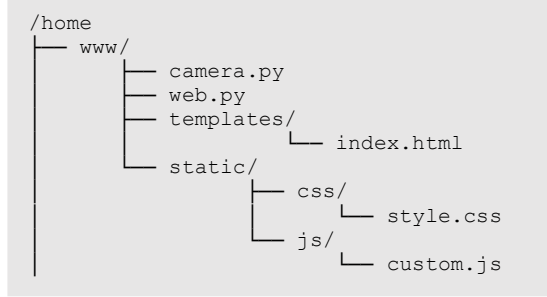 /home
www/
camera.py
web.py
templates/
index.html
static/
css/
style.css
js/
custom.js